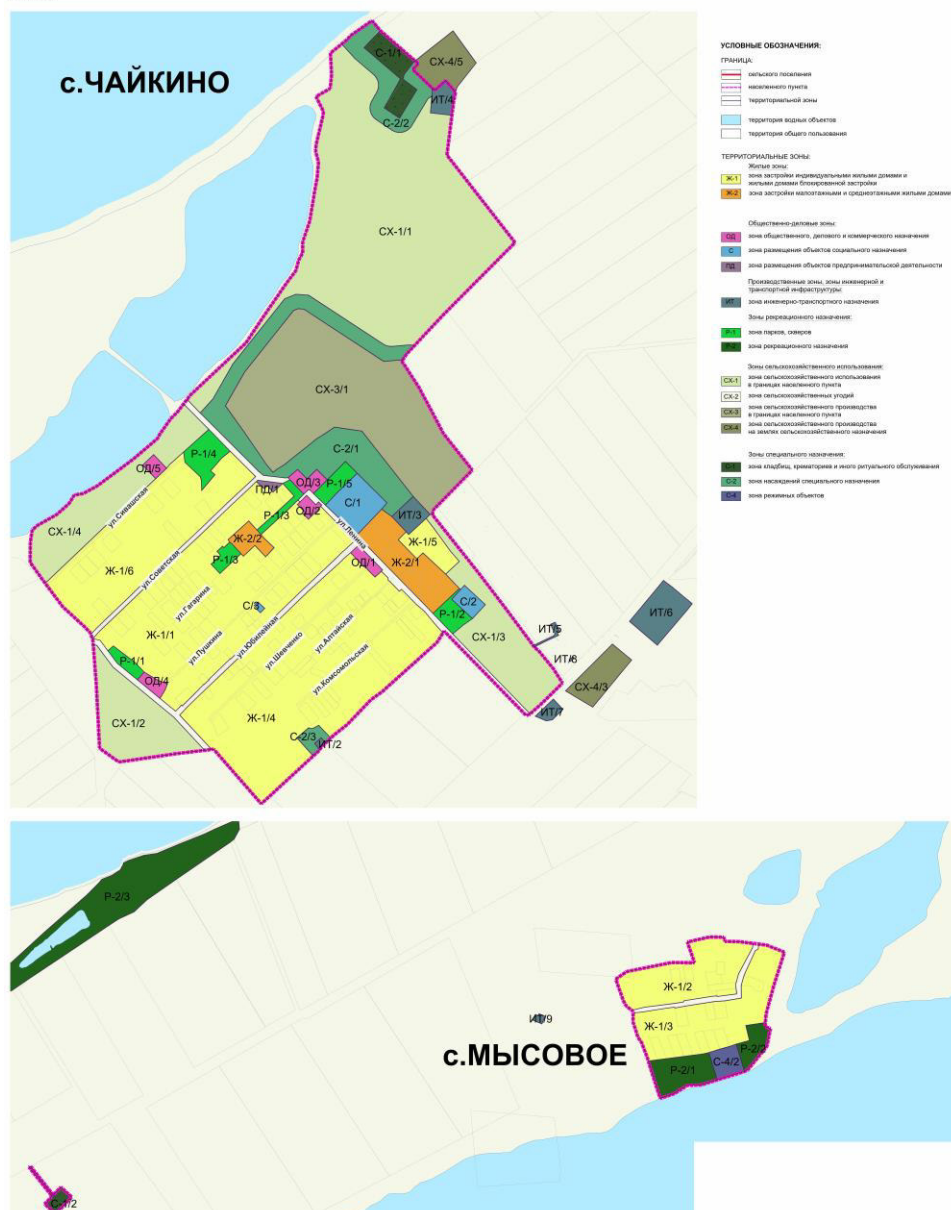 с.ЧАЙКИНО
С-1/1
СХ-4/5
ИТ/4
С-2/2
СХ-1/1
СХ-3/1
С-2/1
Р-1/4
ОД/5
ПД/1
ОД/3
Р-1/5
ул.Сивашская
Р-1/3
ОД/2
С/1
ИТ/3
СХ-1/4
ул.Ленина
Ж-2/2
Ж-1/5
Р-1/3
ОД/1
Ж-2/1
Ж-1/6
ул.Советская
ул.Гагарина
С/3
С/2
Р-1/2
ИТ/6
ул.Юбилейная
ул.Алтайская
ИТ/5
Ж-1/1
ул.Пушкина
ул.Шевченко
СХ-1/3
ИТ/8
Р-1/1
ул.Комсомольская
ОД/4
СХ-4/3
СХ-1/2
Ж-1/4
ИТ/7
С-2/3
ИТ/2
УСЛОВНЫЕ ОБОЗНАЧЕНИЯ:
ГРАНИЦА:
сельского поселения
населенного пункта
территориальной зоны
территория водных объектов
территория общего пользования
ТЕРРИТОРИАЛЬНЫЕ ЗОНЫ:
Жилые зоны:
Ж-1 зона застройки индивидуальными жилыми домами и
жилыми домами блокированной застройки
Ж-2 зона застройки малоэтажными и среднеэтажными жилыми домами
Общественно-деловые зоны:
ОД зона общественного, делового и коммерческого назначения
С зона размещения объектов социального назначения
ПД зона размещения объектов предпринимательской деятельности
Производственные зоны, зоны инженерной и
транспортной инфраструктуры:
ИТ зона инженерно-транспортного назначения
Зоны рекреационного назначения:
Р-1 зона парков, скверов
Р-2 зона рекреационного назначения
Зоны сельскохозяйственного использования:
СХ-1 зона сельскохозяйственного использования
в границах населенного пункта
СХ-2 зона сельскохозяйственных угодий
СХ-3 зона сельскохозяйственного производства
в границах населенного пункта
СХ-4 зона сельскохозяйственного производства
на землях сельскохозяйственного назначения
Зоны специального назначения:
С-1 зона кладбищ, крематориев и иного ритуального обслуживания
С-2 зона насаждений специального назначения
С-4 зона режимных объектов
Р-2/3
Ж-1/2
ИТ/9
Ж-1/3
с.МЫСОВОЕ
Р-2/2
С-4/2
Р-2/1
С-1/2